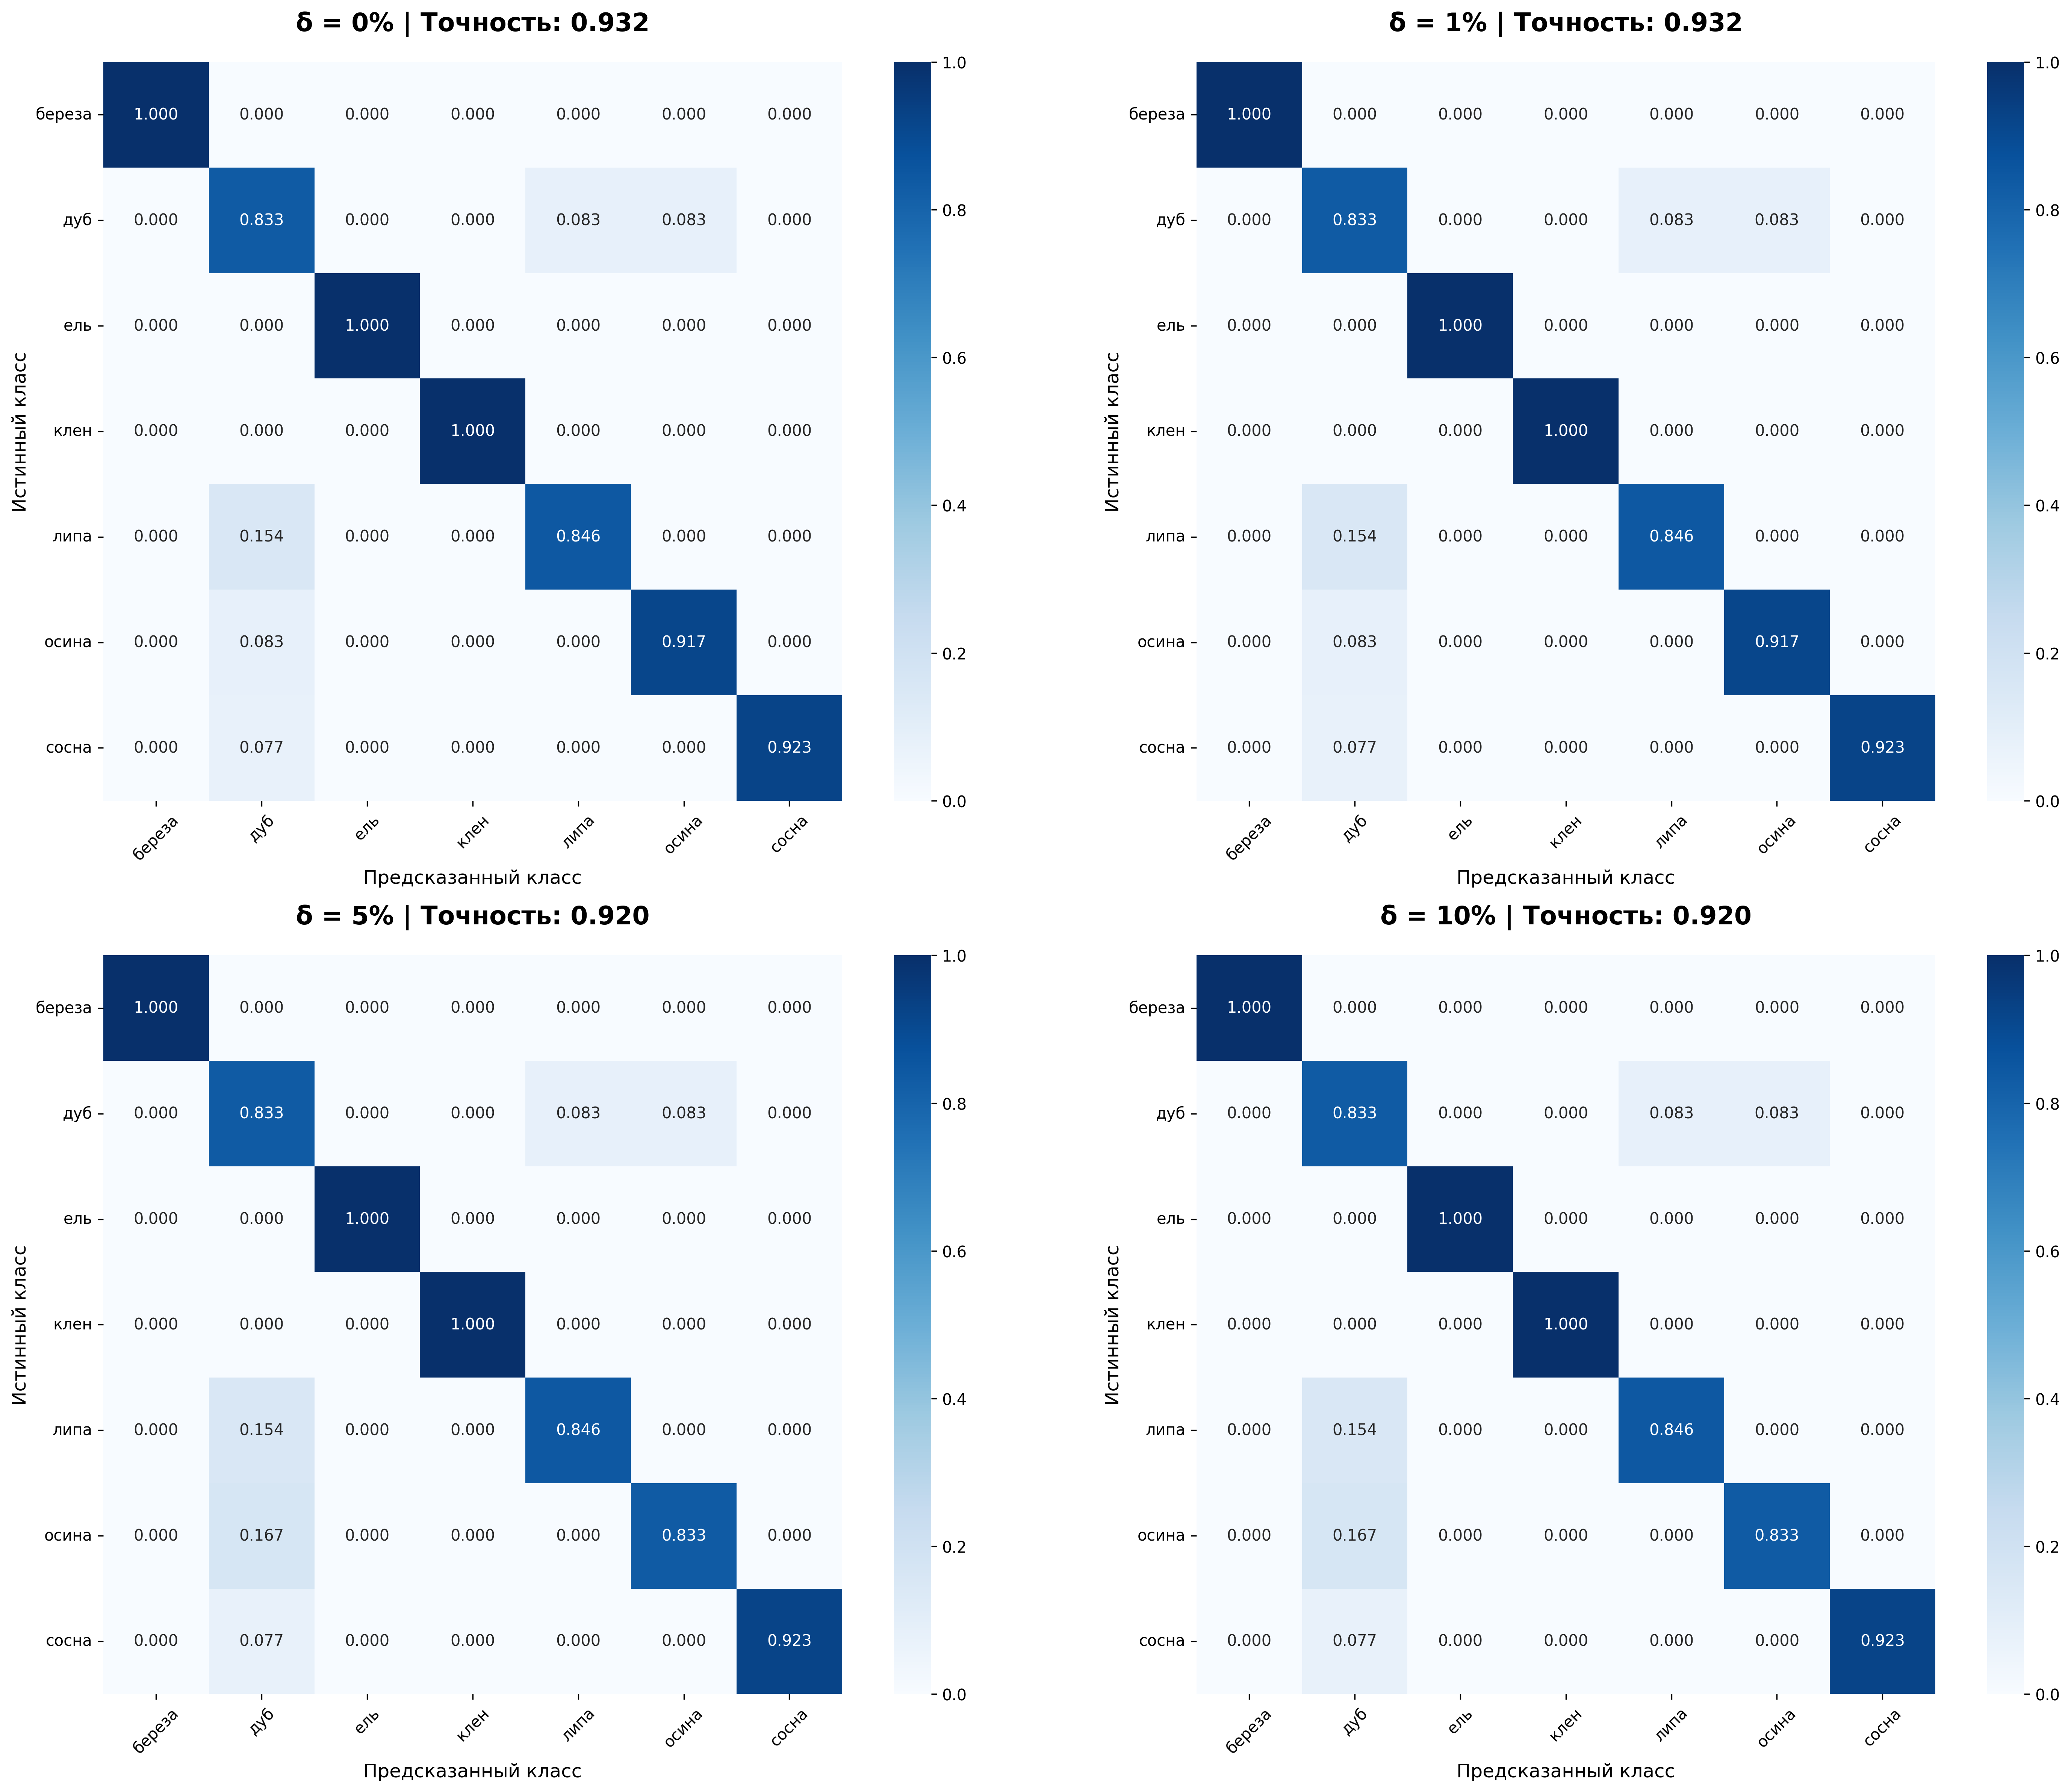 δ = 0% | Точность: 0.932
Истинный класс
береза 1.000 0.000 0.000 0.000 0.000 0.000 0.000
дуб 0.000 0.833 0.000 0.000 0.083 0.083 0.000
ель 0.000 0.000 1.000 0.000 0.000 0.000 0.000
клен 0.000 0.000 0.000 1.000 0.000 0.000 0.000
липа 0.000 0.154 0.000 0.000 0.846 0.000 0.000
осина 0.000 0.083 0.000 0.000 0.000 0.917 0.000
сосна 0.000 0.077 0.000 0.000 0.000 0.000 0.923
береза дуб ель клен липа осина сосна
Предсказанный класс
1.0
0.8
0.6
0.4
0.2
0.0
δ = 1% | Точность: 0.932
Истинный класс
береза 1.000 0.000 0.000 0.000 0.000 0.000 0.000
дуб 0.000 0.833 0.000 0.000 0.083 0.083 0.000
ель 0.000 0.000 1.000 0.000 0.000 0.000 0.000
клен 0.000 0.000 0.000 1.000 0.000 0.000 0.000
липа 0.000 0.154 0.000 0.000 0.846 0.000 0.000
осина 0.000 0.083 0.000 0.000 0.000 0.917 0.000
сосна 0.000 0.077 0.000 0.000 0.000 0.000 0.923
береза дуб ель клен липа осина сосна
Предсказанный класс
1.0
0.8
0.6
0.4
0.2
0.0
δ = 5% | Точность: 0.920
Истинный класс
береза 1.000 0.000 0.000 0.000 0.000 0.000 0.000
дуб 0.000 0.833 0.000 0.000 0.083 0.083 0.000
ель 0.000 0.000 1.000 0.000 0.000 0.000 0.000
клен 0.000 0.000 0.000 1.000 0.000 0.000 0.000
липа 0.000 0.154 0.000 0.000 0.846 0.000 0.000
осина 0.000 0.167 0.000 0.000 0.000 0.833 0.000
сосна 0.000 0.077 0.000 0.000 0.000 0.000 0.923
береза дуб ель клен липа осина сосна
Предсказанный класс
1.0
0.8
0.6
0.4
0.2
0.0
δ = 10% | Точность: 0.920
Истинный класс
береза 1.000 0.000 0.000 0.000 0.000 0.000 0.000
дуб 0.000 0.833 0.000 0.000 0.083 0.083 0.000
ель 0.000 0.000 1.000 0.000 0.000 0.000 0.000
клен 0.000 0.000 0.000 1.000 0.000 0.000 0.000
липа 0.000 0.154 0.000 0.000 0.846 0.000 0.000
осина 0.000 0.167 0.000 0.000 0.000 0.833 0.000
сосна 0.000 0.077 0.000 0.000 0.000 0.000 0.923
береза дуб ель клен липа осина сосна
Предсказанный класс
1.0
0.8
0.6
0.4
0.2
0.0